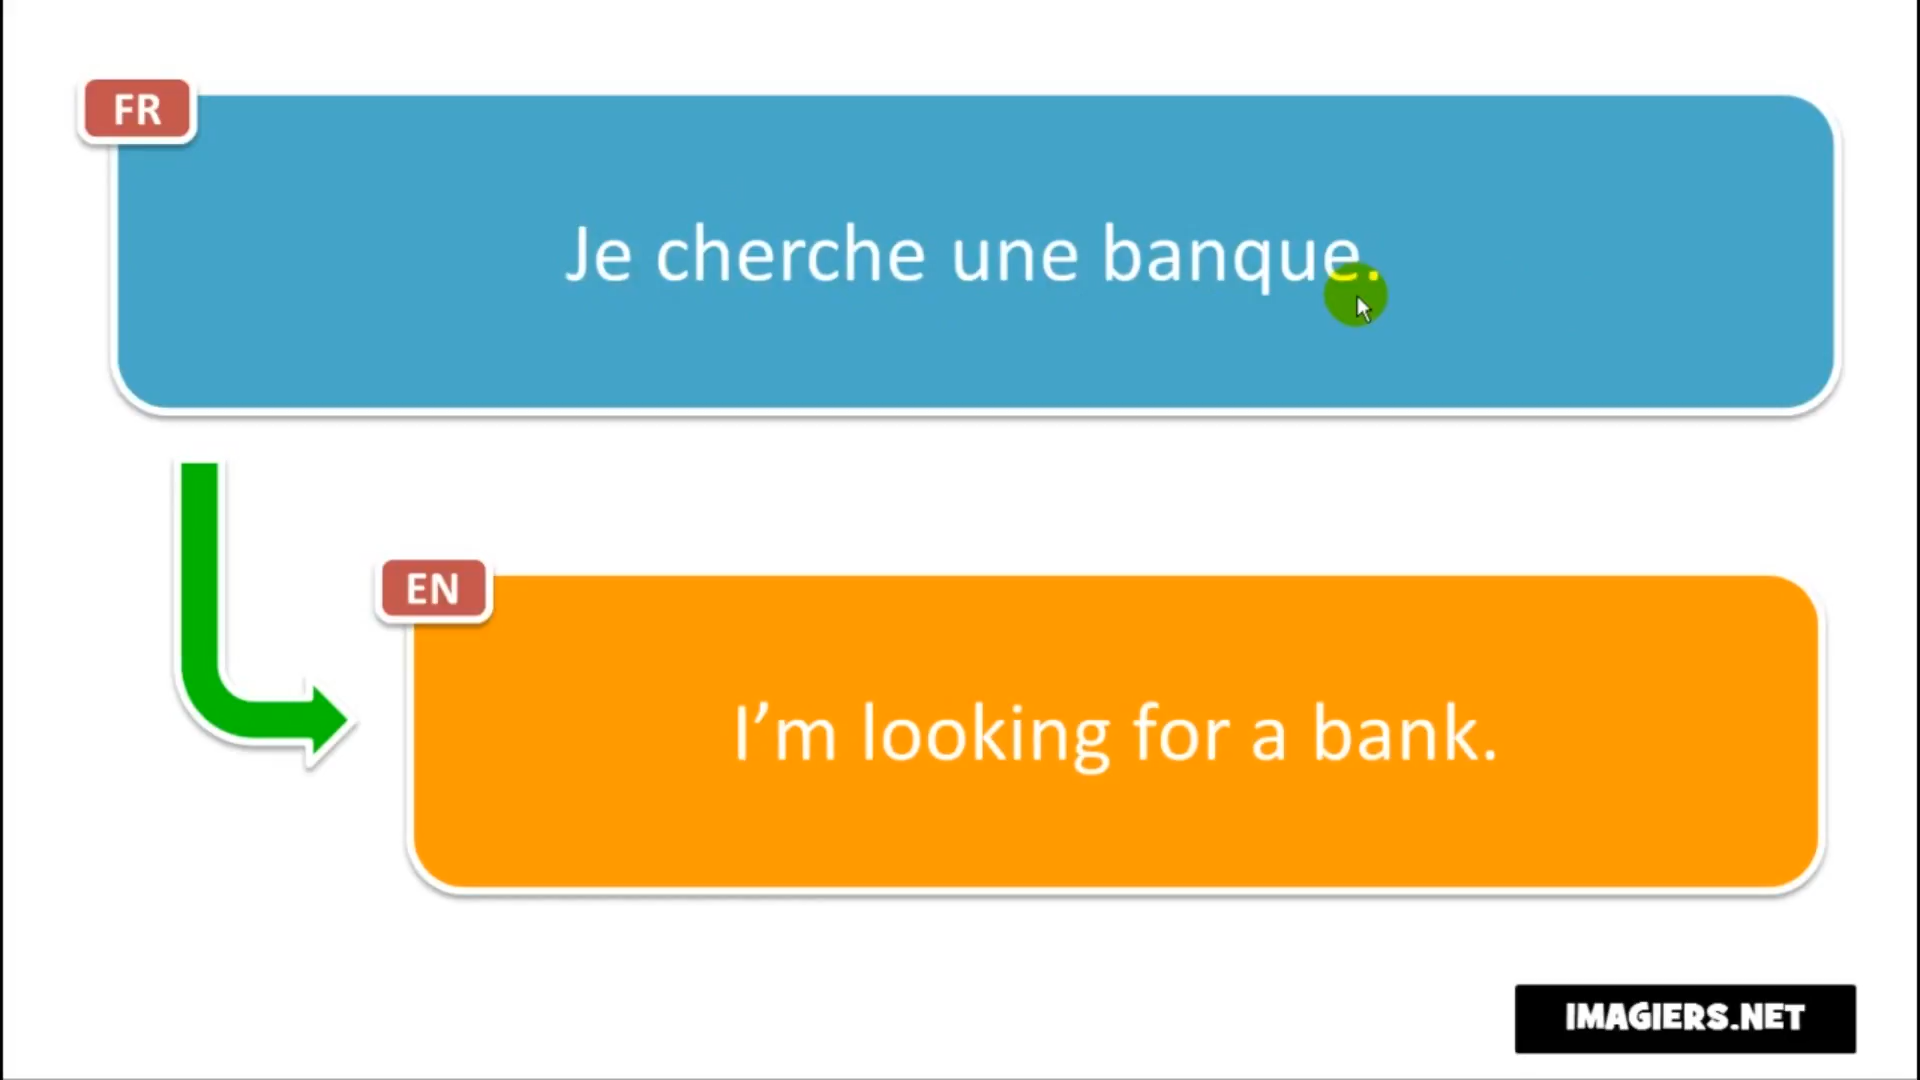 FR
Je cherche une banque.
EN
I’m looking for a bank.
IMAGIERS.NET